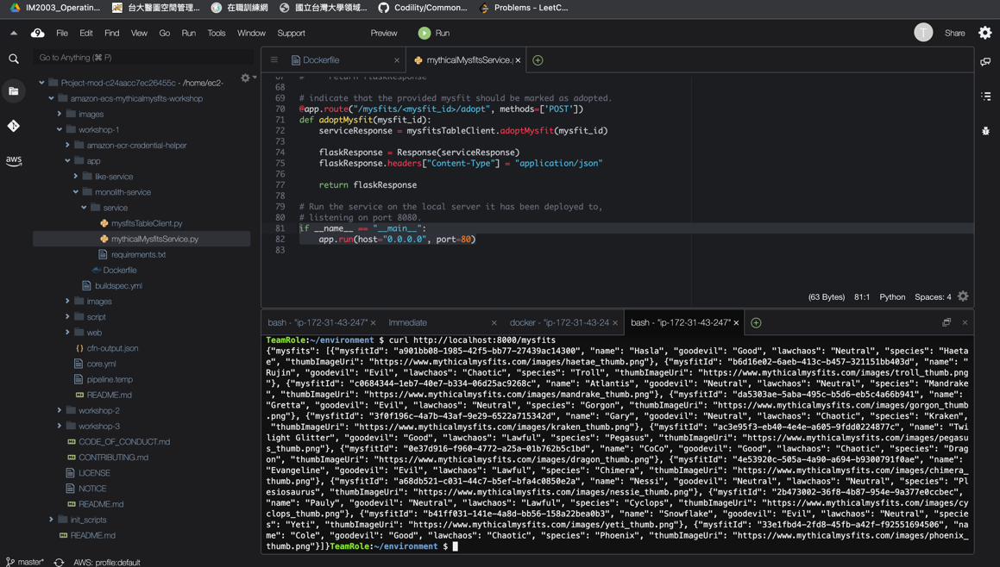 IM2003_Operatin... 台大醫圖空間管理... 在職訓練網 國立台灣大學領域... Codility/Common... Problems - LeetC...
File Edit Find View Go Run Tools Window Support Preview Run T Share
Go to Anything (⌘ P)
Project-mod-c24aacc7ec26455c - /home/ec2-
amazon-ecs-mythicalmysfits-workshop
images
workshop-1
amazon-ecr-credential-helper
app
like-service
monolith-service
service
mysfitsTableClient.py
mythicalMysfitsService.py
requirements.txt
Dockerfile
buildspec.yml
images
script
web
cfn-output.json
core.yml
pipeline.temp
README.md
workshop-2
workshop-3
CODE_OF_CONDUCT.md
CONTRIBUTING.md
LICENSE
NOTICE
README.md
init_scripts
README.md
aws
Dockerfile × mythicalMysfitsService.p ×
67 # return flaskResponse
68
69 # indicate that the provided mysfit should be marked as adopted.
70 @app.route("/mysfits/<mysfit_id>/adopt", methods=['POST'])
71 def adoptMysfit(mysfit_id):
72 serviceResponse = mysfitsTableClient.adoptMysfit(mysfit_id)
73
74 flaskResponse = Response(serviceResponse)
75 flaskResponse.headers["Content-Type"] = "application/json"
76
77 return flaskResponse
78
79 # Run the service on the local server it has been deployed to,
80 # listening on port 8080.
81 if __name__ == "__main__":
82 app.run(host="0.0.0.0", port=80)
83
(63 Bytes) 81:1 Python Spaces: 4
bash - "ip-172-31-43-247" × Immediate × docker - "ip-172-31-43-24 × bash - "ip-172-31-43-247" ×
TeamRole:~/environment $ curl http://localhost:8000/mysfits
{"mysfits": [{"mysfitId": "a901bb08-1985-42f5-bb77-27439ac14300", "name": "Hasla", "goodevil": "Good", "lawchaos": "Neutral", "species": "Haeta
e", "thumbImageUri": "https://www.mythicalmysfits.com/images/haetae_thumb.png"}, {"mysfitId": "b6d16e02-6aeb-413c-b457-321151bb403d", "name": "
Rujin", "goodevil": "Evil", "lawchaos": "Chaotic", "species": "Troll", "thumbImageUri": "https://www.mythicalmysfits.com/images/troll_thumb.png
"}, {"mysfitId": "c0684344-1eb7-40e7-b334-06d25ac9268c", "name": "Atlantis", "goodevil": "Neutral", "lawchaos": "Neutral", "species": "Mandrake
", "thumbImageUri": "https://www.mythicalmysfits.com/images/mandrake_thumb.png"}, {"mysfitId": "da5303ae-5aba-495c-b5d6-eb5c4a66b941", "name":
"Gretta", "goodevil": "Evil", "lawchaos": "Neutral", "species": "Gorgon", "thumbImageUri": "https://www.mythicalmysfits.com/images/gorgon_thumb
.png"}, {"mysfitId": "3f0f196c-4a7b-43af-9e29-6522a715342d", "name": "Gary", "goodevil": "Neutral", "lawchaos": "Chaotic", "species": "Kraken",
"thumbImageUri": "https://www.mythicalmysfits.com/images/kraken_thumb.png"}, {"mysfitId": "ac3e95f3-eb40-4e4e-a605-9fdd0224877c", "name": "Twi
light Glitter", "goodevil": "Good", "lawchaos": "Lawful", "species": "Pegasus", "thumbImageUri": "https://www.mythicalmysfits.com/images/pegasu
s_thumb.png"}, {"mysfitId": "0e37d916-f960-4772-a25a-01b762b5c1bd", "name": "CoCo", "goodevil": "Good", "lawchaos": "Chaotic", "species": "Drag
on", "thumbImageUri": "https://www.mythicalmysfits.com/images/dragon_thumb.png"}, {"mysfitId": "4e53920c-505a-4a90-a694-b9300791f0ae", "name":
"Evangeline", "goodevil": "Evil", "lawchaos": "Lawful", "species": "Chimera", "thumbImageUri": "https://www.mythicalmysfits.com/images/chimera_
thumb.png"}, {"mysfitId": "a68db521-c031-44c7-b5ef-bfa4c0850e2a", "name": "Nessi", "goodevil": "Neutral", "lawchaos": "Neutral", "species": "Pl
esiosaurus", "thumbImageUri": "https://www.mythicalmysfits.com/images/nessie_thumb.png"}, {"mysfitId": "2b473002-36f8-4b87-954e-9a377e0ccbec",
"name": "Pauly", "goodevil": "Neutral", "lawchaos": "Lawful", "species": "Cyclops", "thumbImageUri": "https://www.mythicalmysfits.com/images/cy
clops_thumb.png"}, {"mysfitId": "b41ff031-141e-4a8d-bb56-158a22bea0b3", "name": "Snowflake", "goodevil": "Evil", "lawchaos": "Neutral", "specie
s": "Yeti", "thumbImageUri": "https://www.mythicalmysfits.com/images/yeti_thumb.png"}, {"mysfitId": "33e1fbd4-2fd8-45fb-a42f-f92551694506", "na
me": "Cole", "goodevil": "Good", "lawchaos": "Chaotic", "species": "Phoenix", "thumbImageUri": "https://www.mythicalmysfits.com/images/phoenix_
thumb.png"}]}TeamRole:~/environment $
master* AWS: profile:default